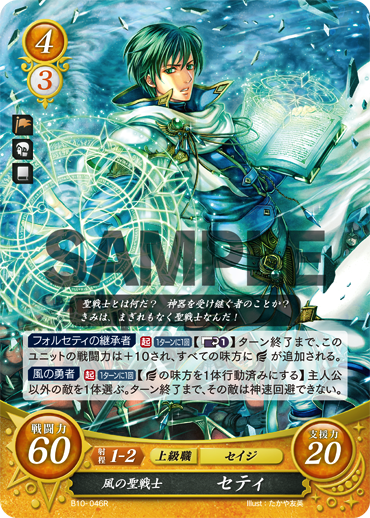 4
3
SAMPLE
聖戦士とは何だ? 神器を受け継ぐ者のことか?
きみは、まぎれもなく聖戦士なんだ!
フォルセティの継承者 起 1ターンに1回【 1】ターン終了まで、この
ユニットの戦闘力は+10され、すべての味方に が追加される。
風の勇者 起 1ターンに1回【 の味方を1体行動済みにする】主人公
以外の敵を1体選ぶ。ターン終了まで、その敵は神速回避できない。
戦闘力
60
射程 1-2 上級職 セイジ
支援力
20
風の聖戦士 セティ
B10-046R Illust:たかや友英